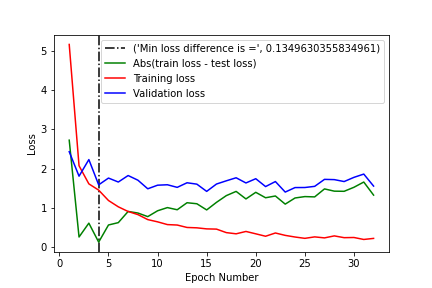 ('Min loss difference is =', 0.1349630355834961)
Abs(train loss - test loss)
Training loss
Validation loss
5
4
3
2
1
0
Loss
0 5 10 15 20 25 30
Epoch Number